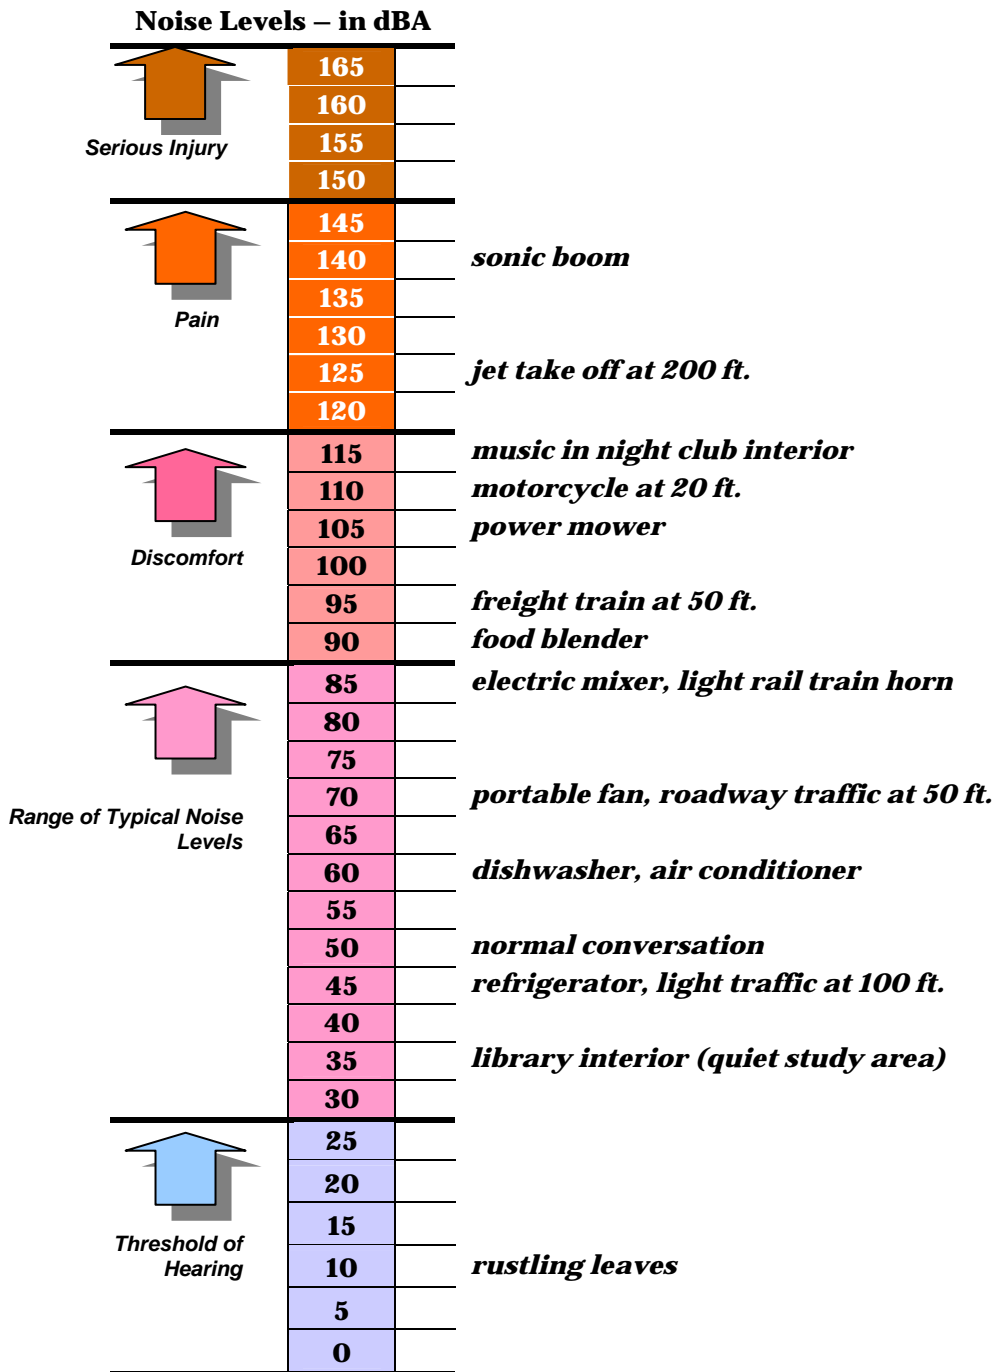 Noise Levels – in dBA
165
160
Serious Injury 155
150
145
140 sonic boom
135
Pain
130
125 jet take off at 200 ft.
120
115 music in night club interior
110 motorcycle at 20 ft.
105 power mower
Discomfort 100
95 freight train at 50 ft.
90 food blender
85 electric mixer, light rail train horn
80
75
70 portable fan, roadway traffic at 50 ft.
Range of Typical Noise
Levels 65
60 dishwasher, air conditioner
55
50 normal conversation
45 refrigerator, light traffic at 100 ft.
40
35 library interior (quiet study area)
30
25
20
15
Threshold of
Hearing 10 rustling leaves
5
0